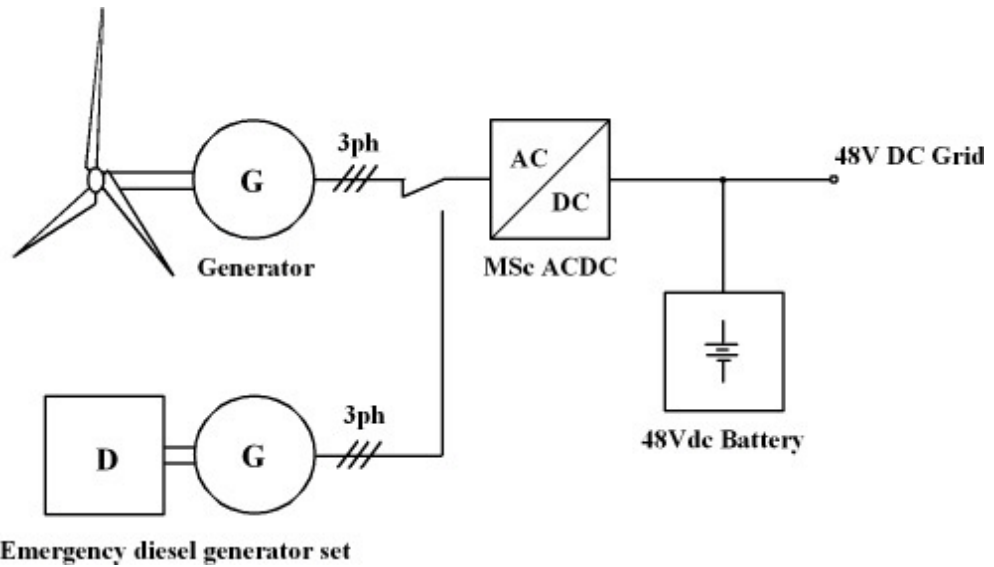 3ph
48V DC Grid
AC
G
DC
Generator
MSc ACDC
3ph
48Vdc Battery
D
G
Emergency diesel generator set